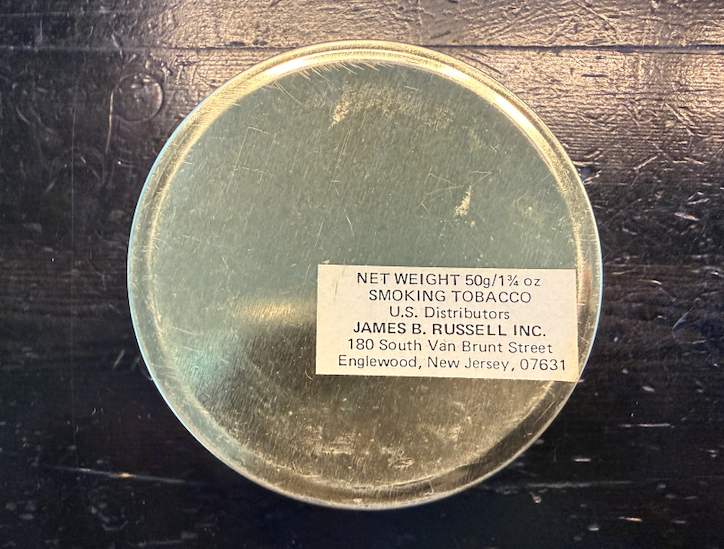 NET WEIGHT 50g/1¾ oz
SMOKING TOBACCO
U.S. Distributors
JAMES B. RUSSELL INC.
180 South Van Brunt Street
Englewood, New Jersey, 07631